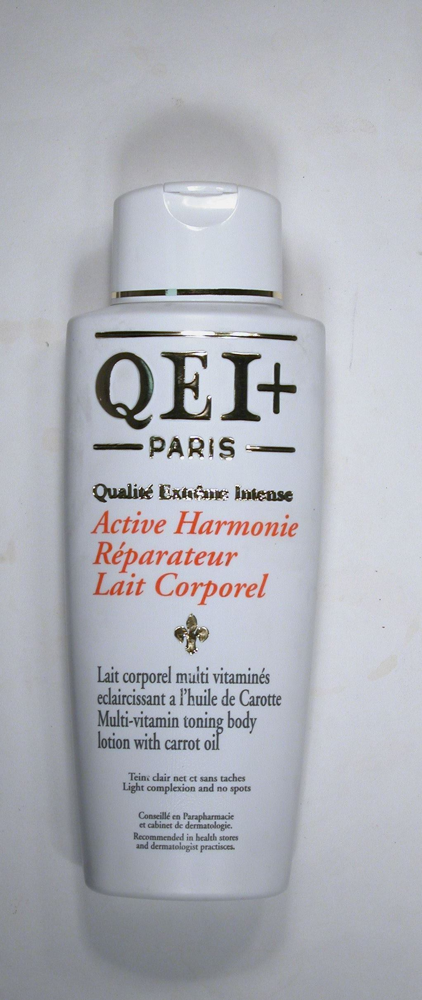 QEI+
PARIS
Qualité Extrême Intense
Active Harmonie
Réparateur
Lait Corporel
Lait corporel multi vitaminés
eclaircissant a l'huile de Carotte
Multi-vitamin toning body
lotion with carrot oil
Teint clair net et sans taches
Light complexion and no spots
Conseillé en Parapharmacie
et cabinet de dermatologie.
Recommended in health stores
and dermatologist practisces.